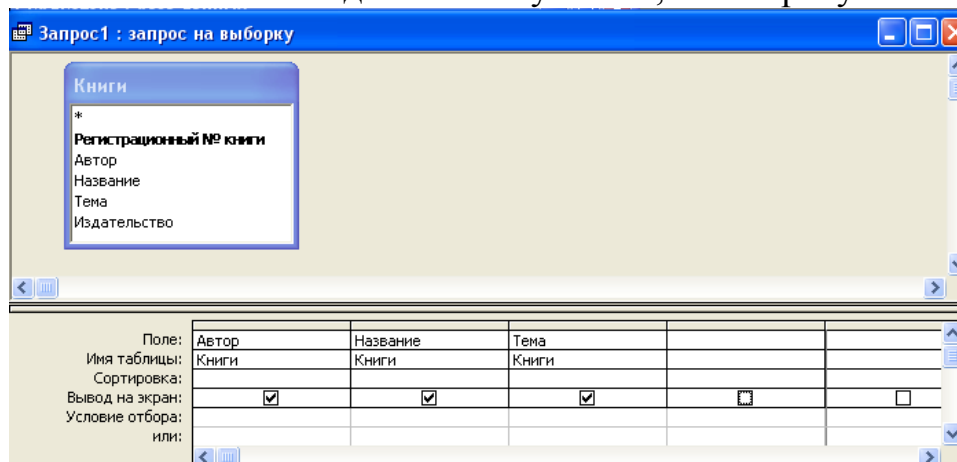 Запрос1 : запрос на выборку
Книги
*
Регистрационный № книги
Автор
Название
Тема
Издательство
Поле: Автор Название Тема
Имя таблицы: Книги Книги Книги
Сортировка:
Вывод на экран:
Условие отбора:
или: